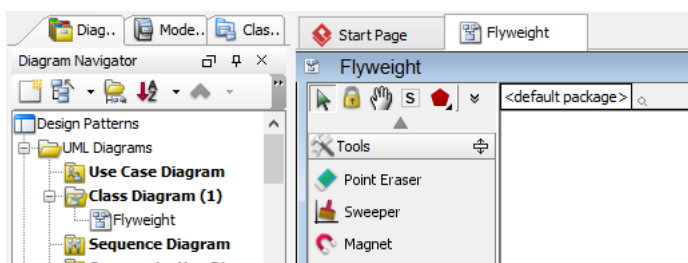 Diag.. Mode.. Clas..
Diagram Navigator
Design Patterns
UML Diagrams
Use Case Diagram
Class Diagram (1)
Flyweight
Sequence Diagram
Start Page Flyweight
Flyweight
S <default package>
Tools
Point Eraser
Sweeper
Magnet